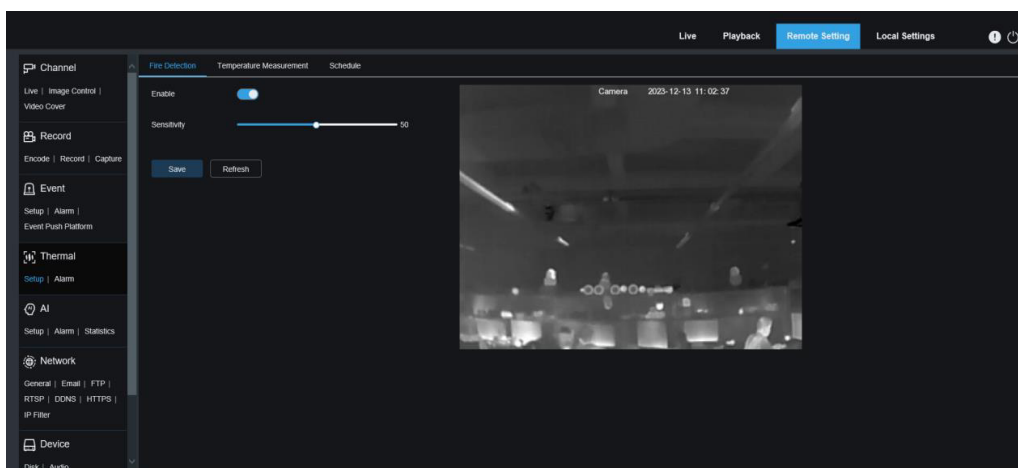 Live Playback Remote Setting Local Settings
Channel
Live | Image Control |
Video Cover
Record
Encode | Record | Capture
Event
Setup | Alarm |
Event Push Platform
Thermal
Setup | Alarm
AI
Setup | Alarm | Statistics
Network
General | Email | FTP |
RTSP | DDNS | HTTPS |
IP Filter
Device
Disk | Audio
Fire Detection Temperature Measurement Schedule
Enable
Sensitivity 50
Save Refresh
Camera 2023-12-13 11:02:37